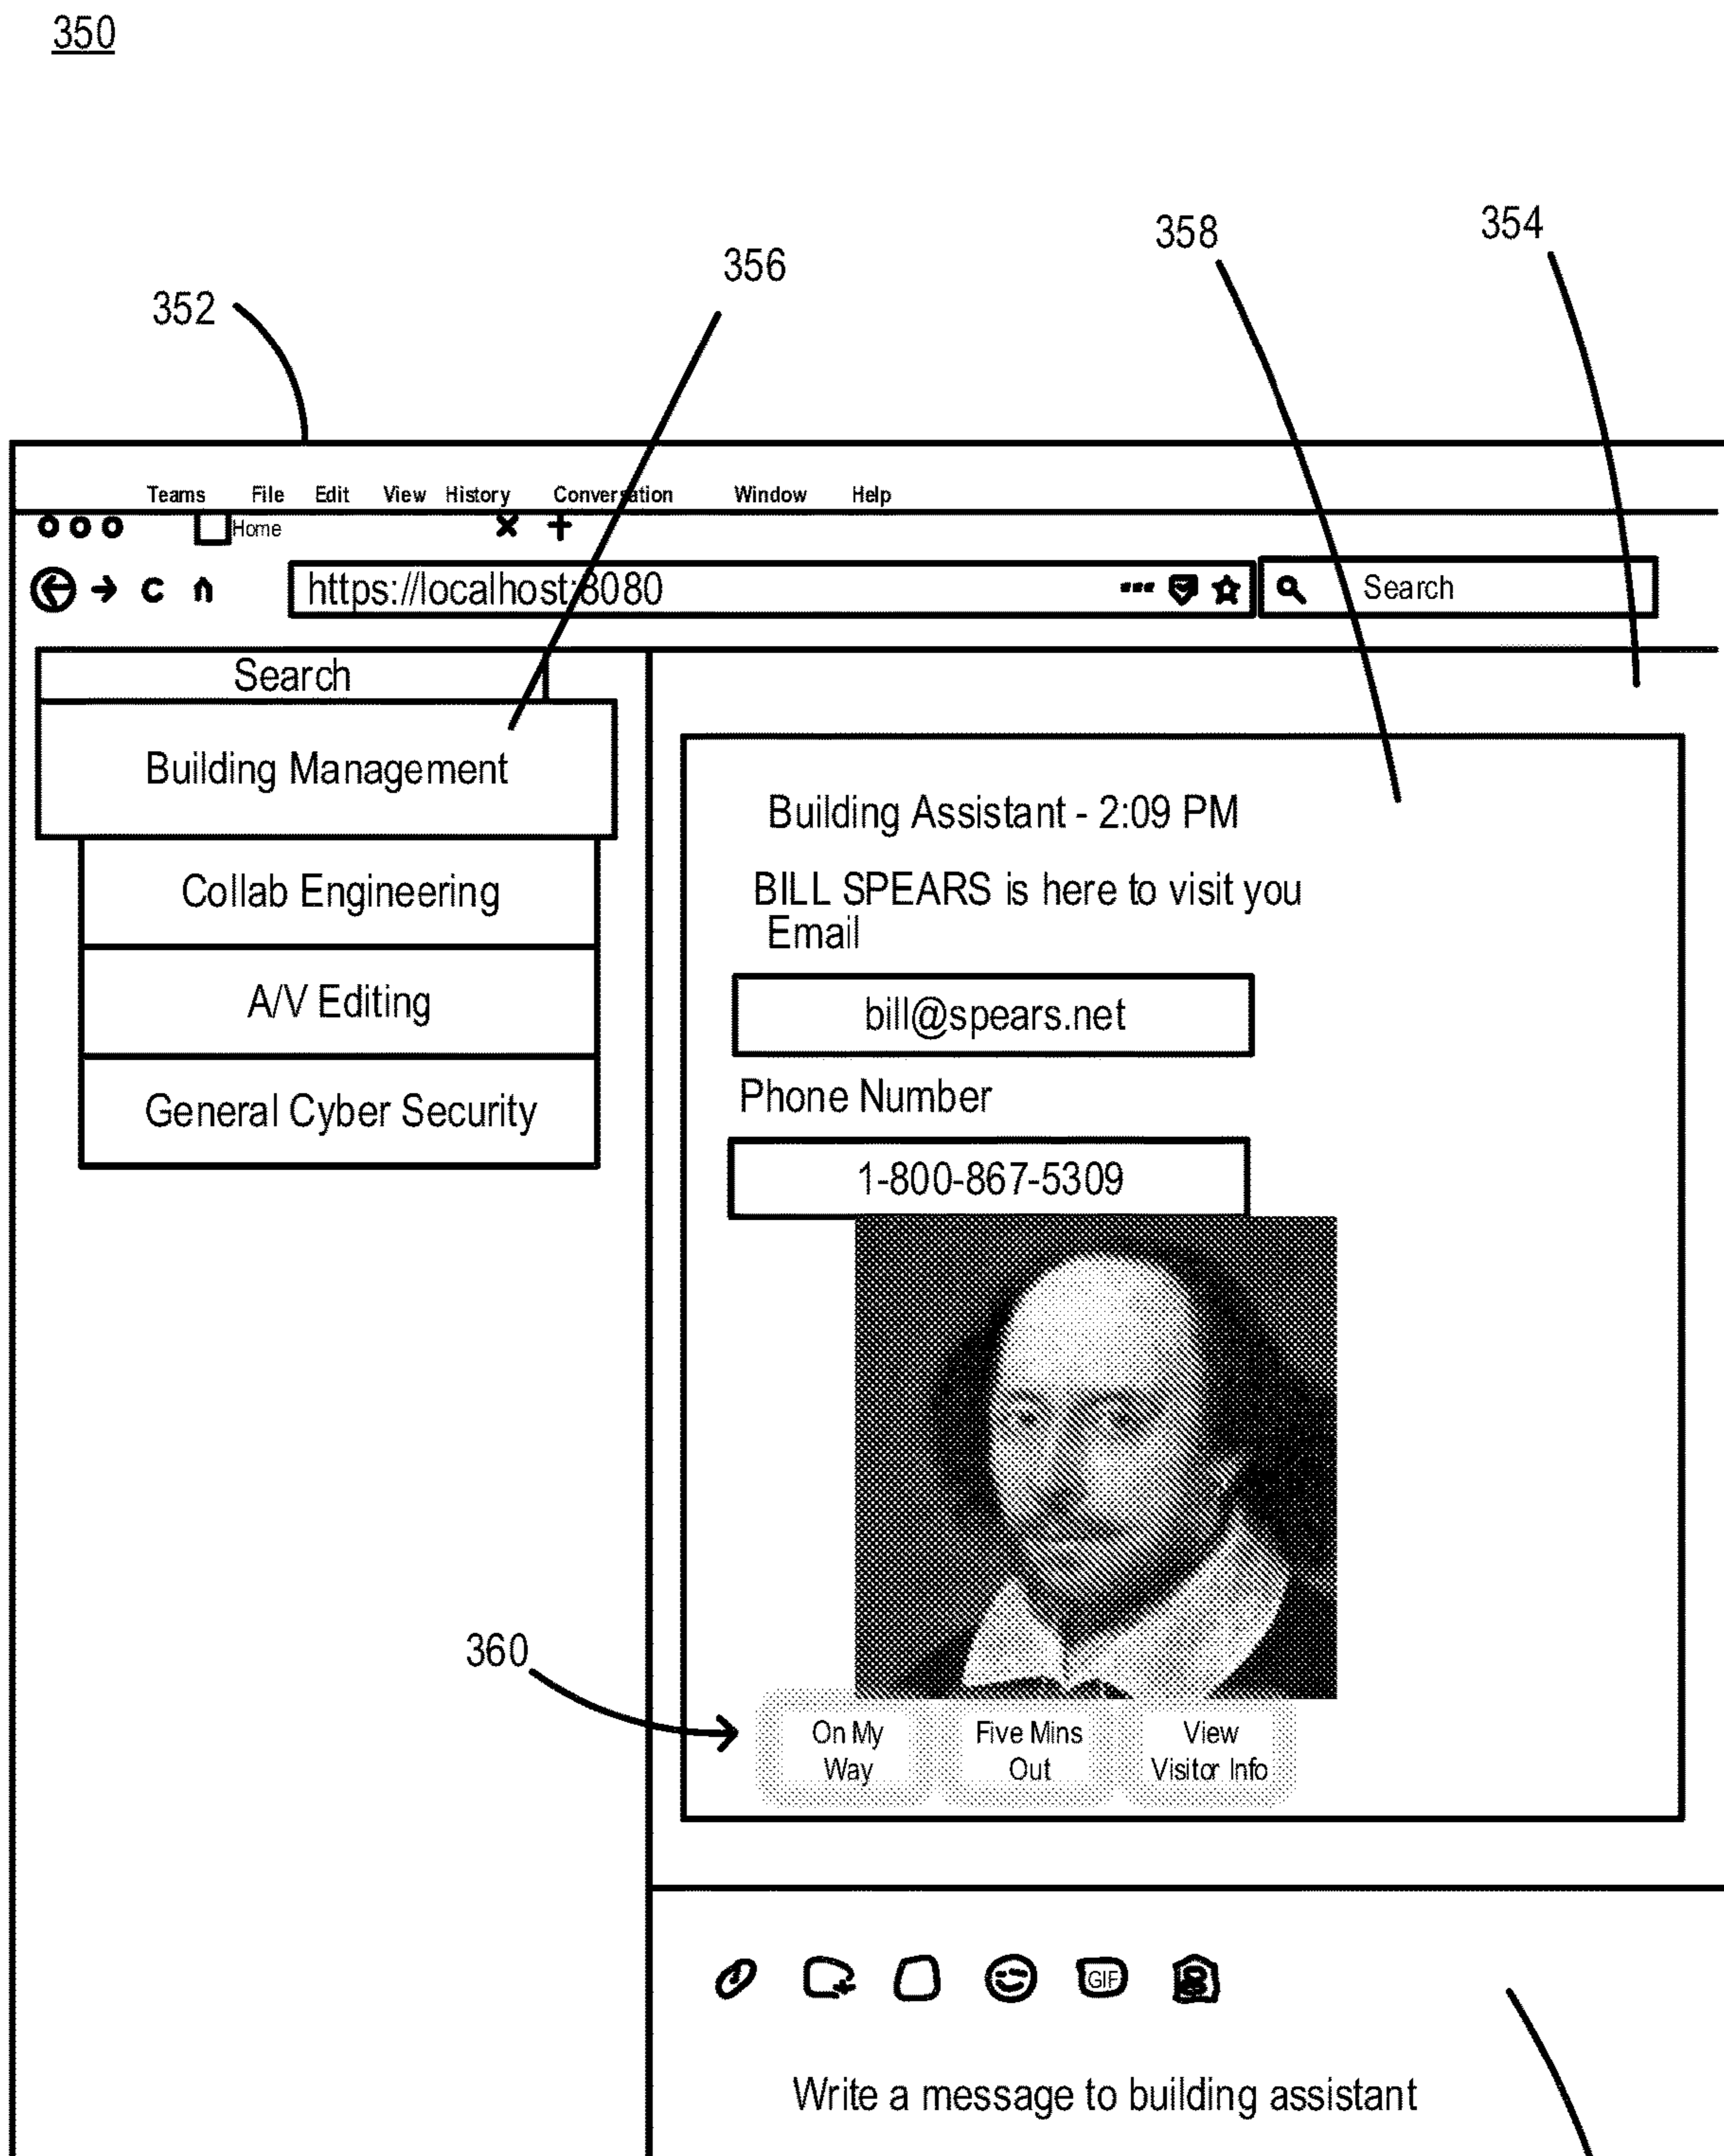 350
358
354
356
352
Teams File Edit View History Conversation Window Help
Home
https://localhost:8080
Search
Search
Building Management
Collab Engineering
A/V Editing
General Cyber Security
Building Assistant - 2:09 PM
BILL SPEARS is here to visit you
Email
bill@spears.net
Phone Number
1-800-867-5309
360
On My
Way
Five Mins
Out
View
Visitor Info
GIF
Write a message to building assistant